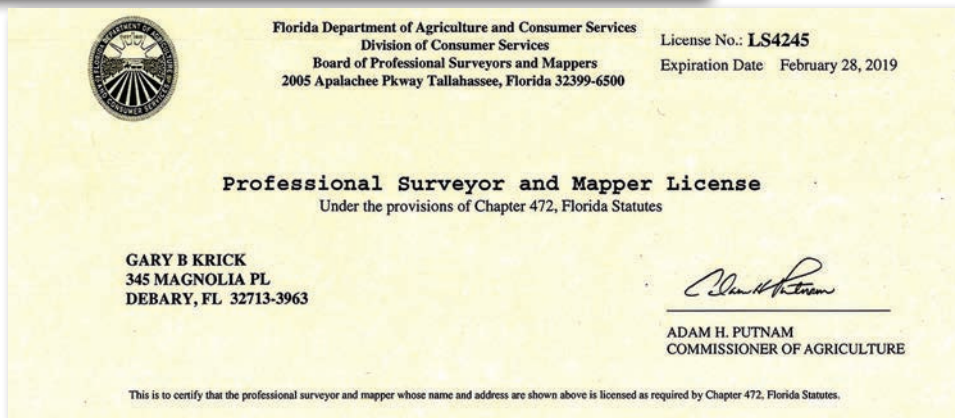 Florida Department of Agriculture and Consumer Services
Division of Consumer Services
Board of Professional Surveyors and Mappers
2005 Apalachee Pkway Tallahassee, Florida 32399-6500
License No.: LS4245
Expiration Date February 28, 2019
Professional Surveyor and Mapper License
Under the provisions of Chapter 472, Florida Statutes
GARY B KRICK
345 MAGNOLIA PL
DEBARY, FL 32713-3963
Adam H Putnam
ADAM H. PUTNAM
COMMISSIONER OF AGRICULTURE
This is to certify that the professional surveyor and mapper whose name and address are shown above is licensed as required by Chapter 472, Florida Statutes.